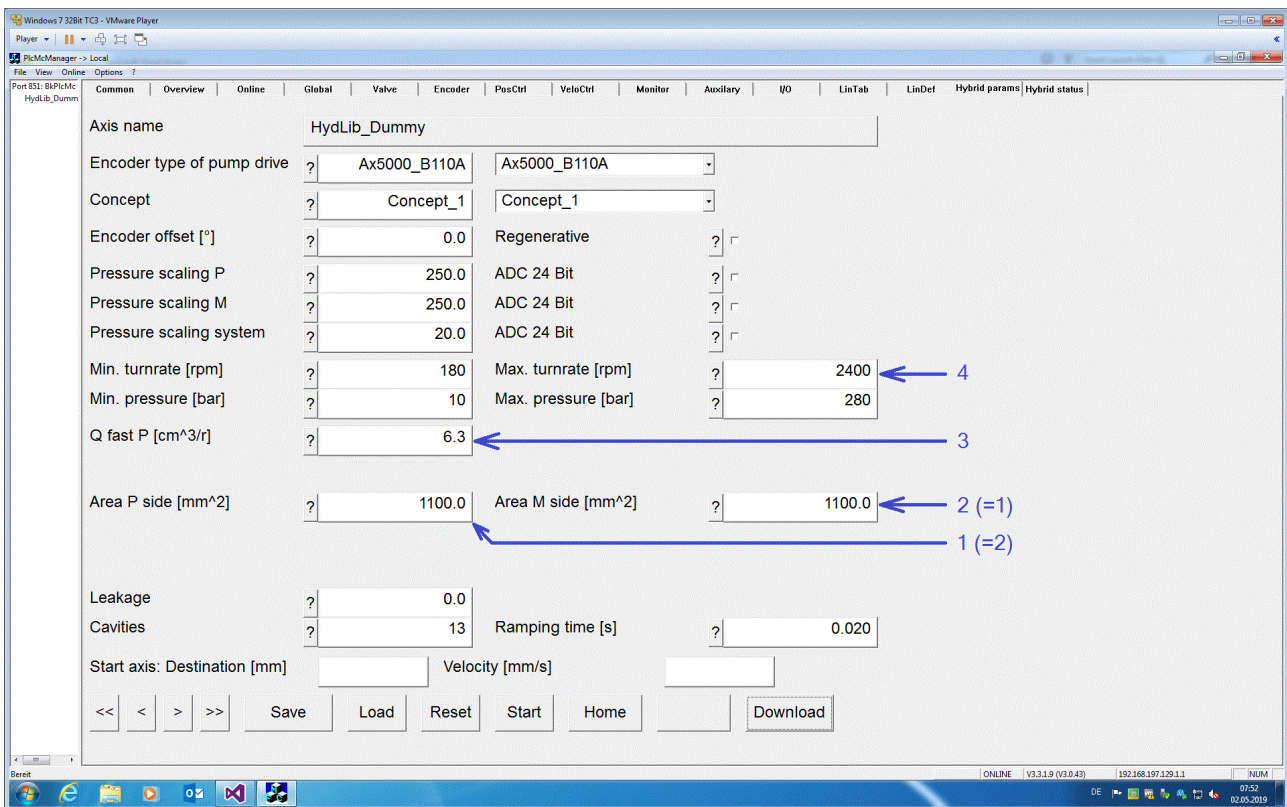 Windows 7 32Bit TC3 - VMware Player
Player
PlcMcManager -> Local
File View Online Options ?
Port 851: BkPlcMc
HydLib_Dumm
Common Overview Online Global Valve Encoder PosCtrl VeloCtrl Monitor Auxilary I/O LinTab LinDef Hybrid params Hybrid status
Axis name HydLib_Dummy
Encoder type of pump drive ? Ax5000_B110A Ax5000_B110A
Concept ? Concept_1 Concept_1
Encoder offset [°] ? 0.0 Regenerative ?
Pressure scaling P ? 250.0 ADC 24 Bit ?
Pressure scaling M ? 250.0 ADC 24 Bit ?
Pressure scaling system ? 20.0 ADC 24 Bit ?
Min. turnrate [rpm] ? 180 Max. turnrate [rpm] ? 2400 4
Min. pressure [bar] ? 10 Max. pressure [bar] ? 280
Q fast P [cm^3/r] ? 6.3 3
Area P side [mm^2] ? 1100.0 Area M side [mm^2] ? 1100.0 2 (=1)
1 (=2)
Leakage ? 0.0
Cavities ? 13 Ramping time [s] ? 0.020
Start axis: Destination [mm] Velocity [mm/s]
<< < > >> Save Load Reset Start Home Download
Bereit ONLINE V3.3.1.9 (V3.0.43) 192.168.197.129.1.1 NUM
DE 07:52
02.05.2019